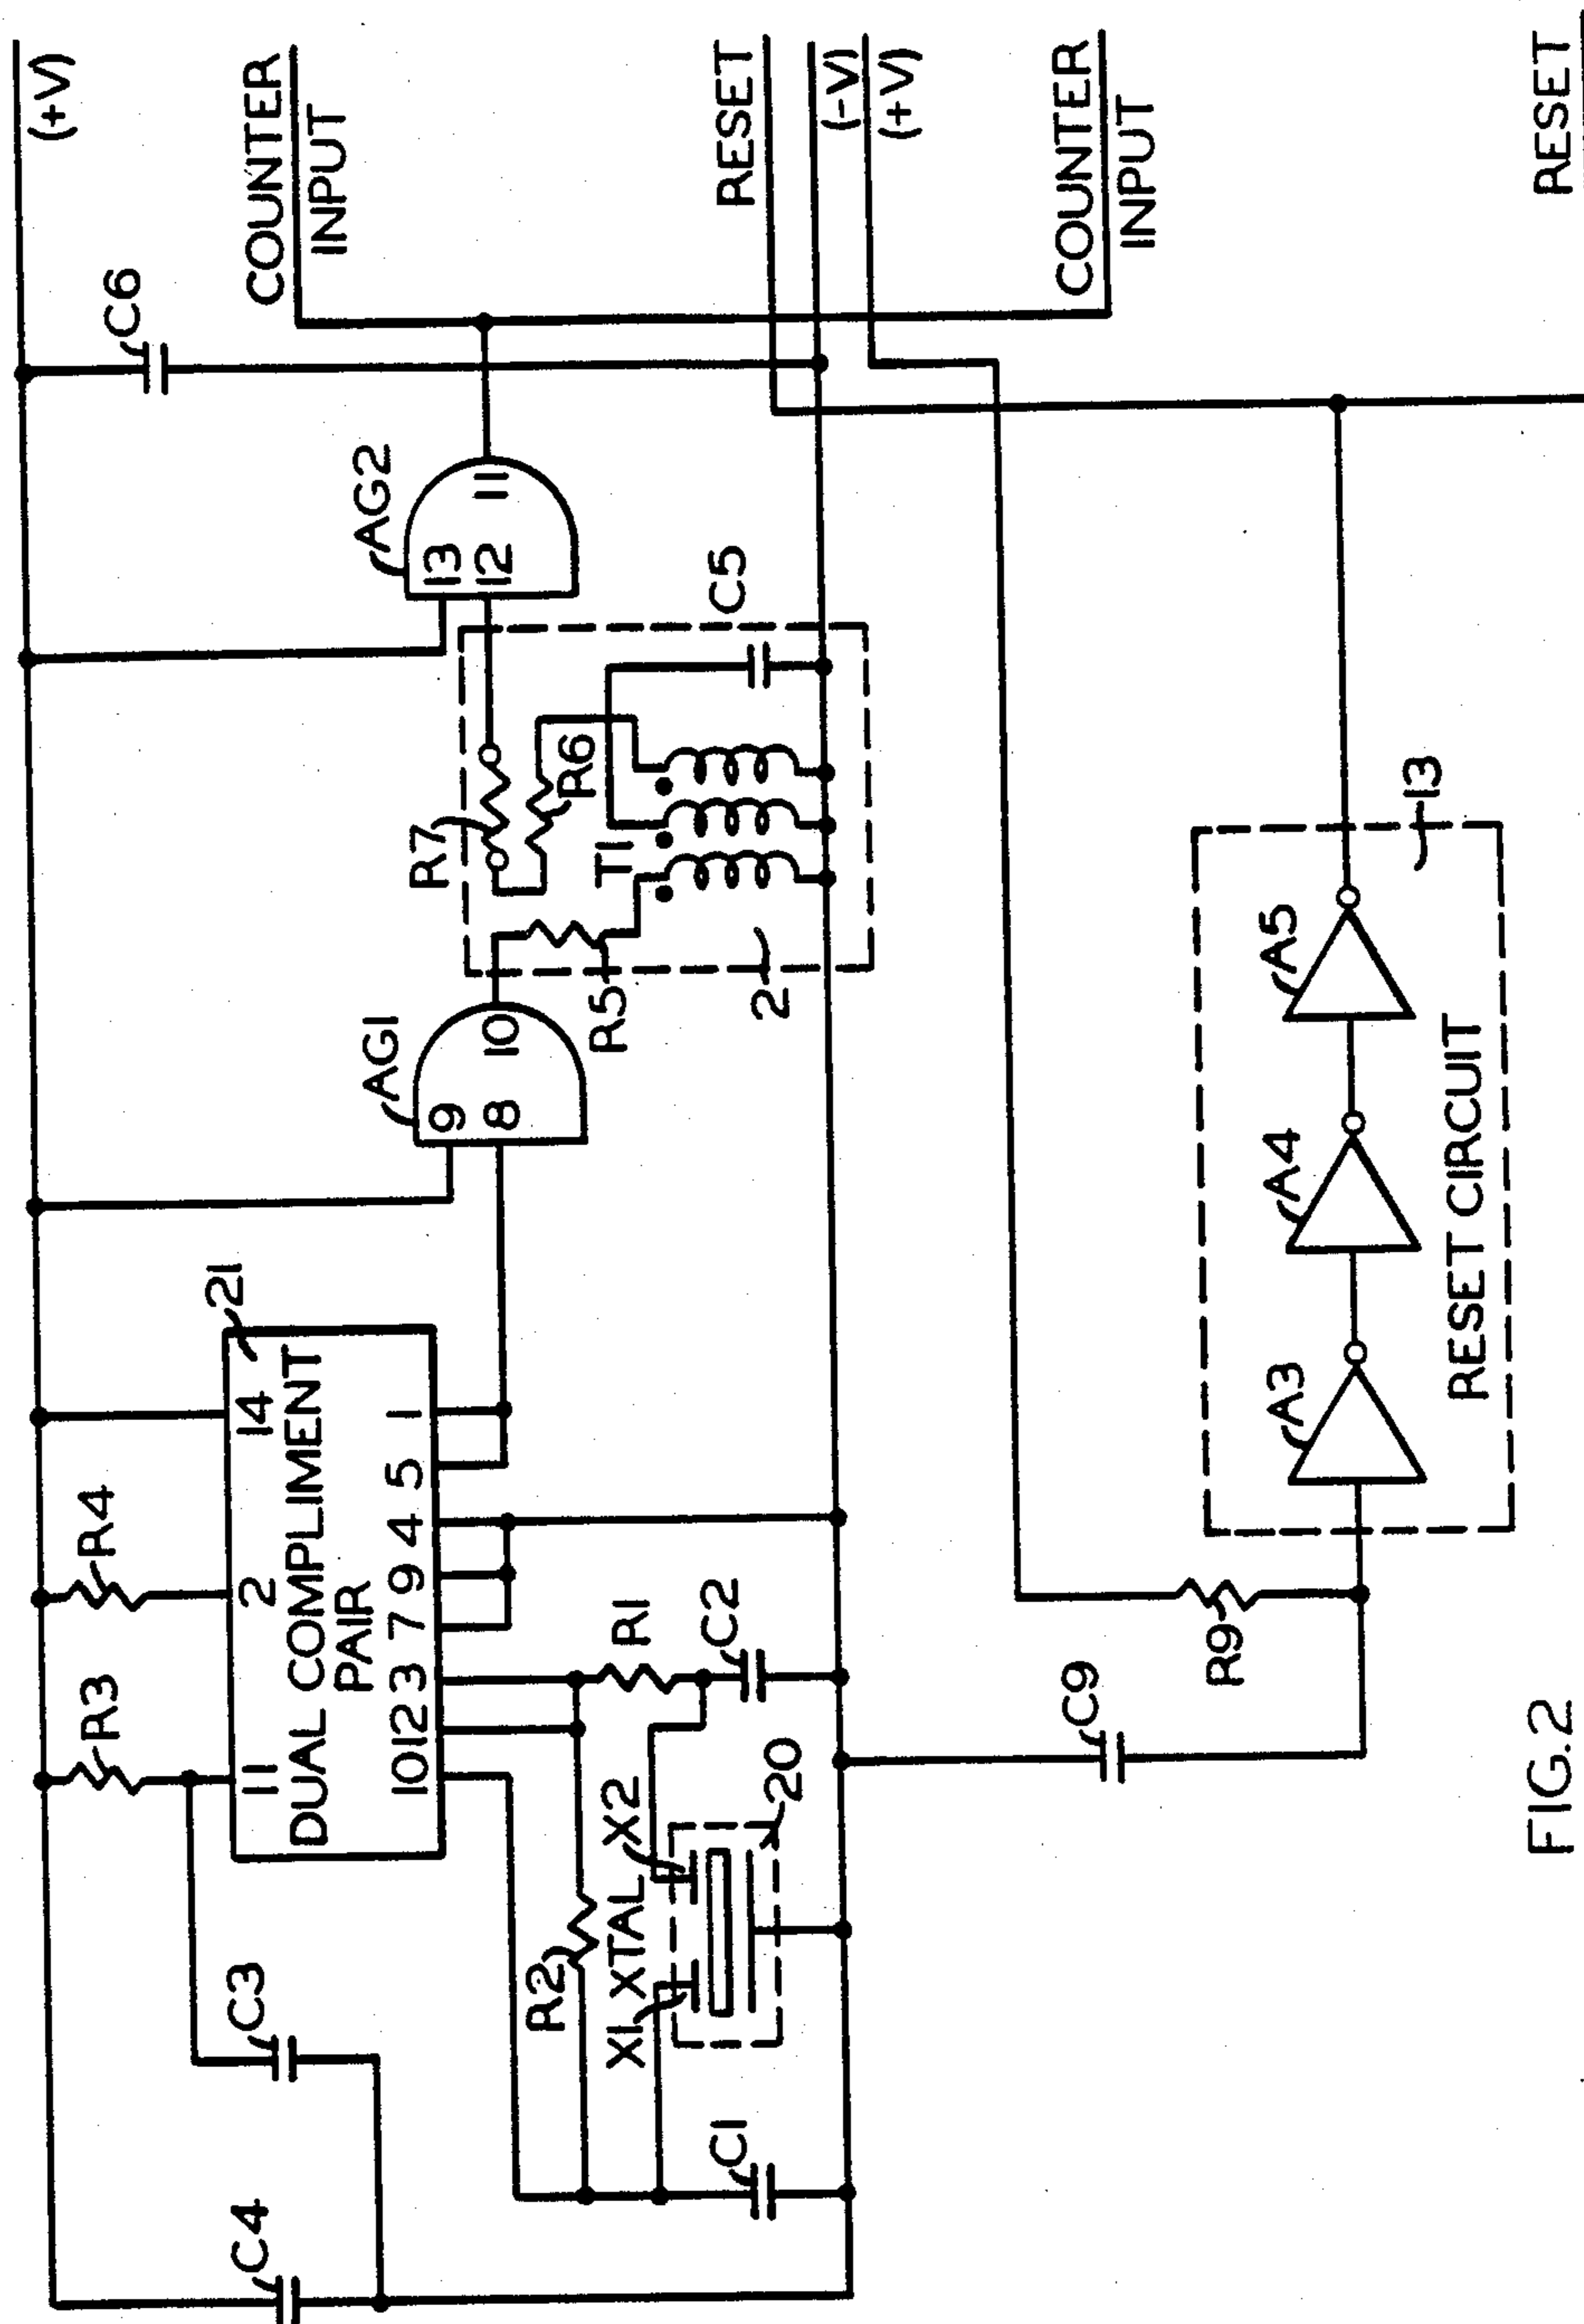 (+V)
COUNTER
INPUT
RESET
(-V)
(+V)
COUNTER
INPUT
RESET
C6
AG2
13
12
11
C5
R7
R6
T1
R5
2
AG1
9
8
10
21
14
2
11
DUAL COMPLIMENT
PAIR
10 12 3 7 9 4 5 1
R4
R3
C3
C4
R1
C2
R2
X1 XTAL X2
20
C1
C9
R9
A3
A4
A5
13
RESET CIRCUIT
FIG.2